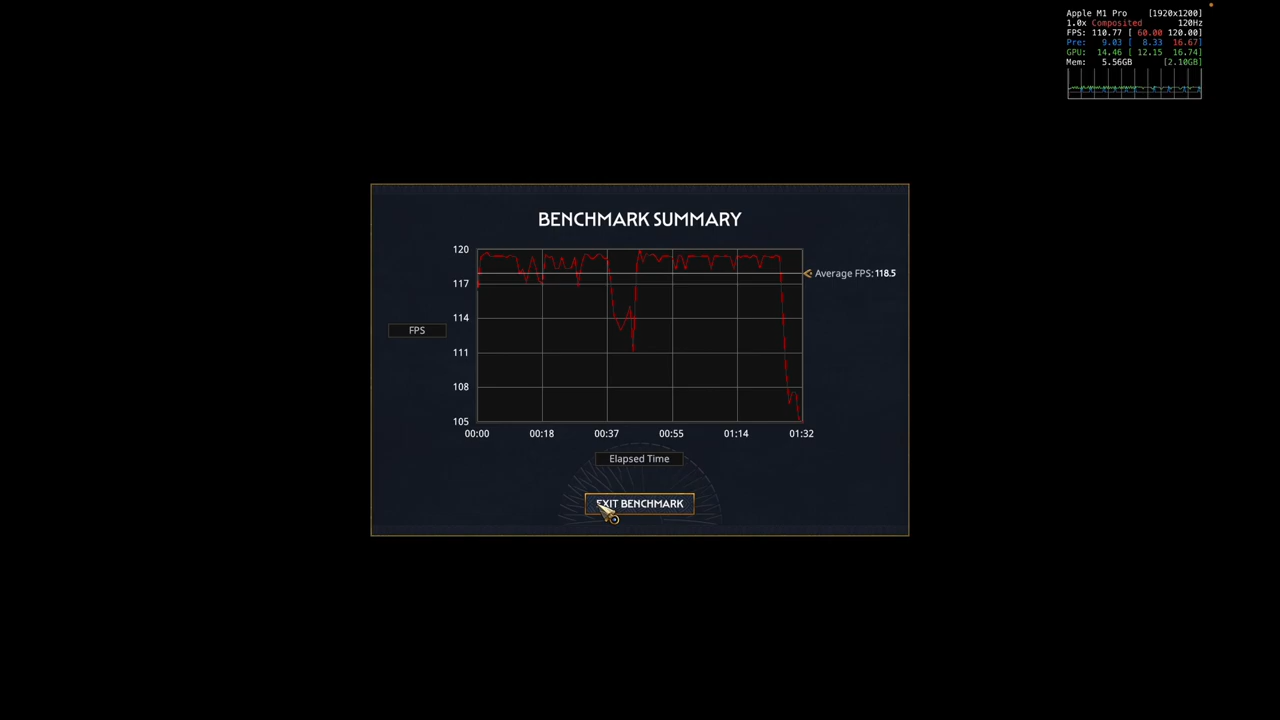 Apple M1 Pro [1920x1200]
1.0x Composited 120Hz
FPS: 110.77 [ 60.00 120.00]
Pre: 9.03 [ 8.33 16.67]
GPU: 14.46 [ 12.15 16.74]
Mem: 5.56GB [2.10GB]
BENCHMARK SUMMARY
120
Average FPS: 118.5
117
114
FPS
111
108
105
00:00 00:18 00:37 00:55 01:14 01:32
Elapsed Time
EXIT BENCHMARK